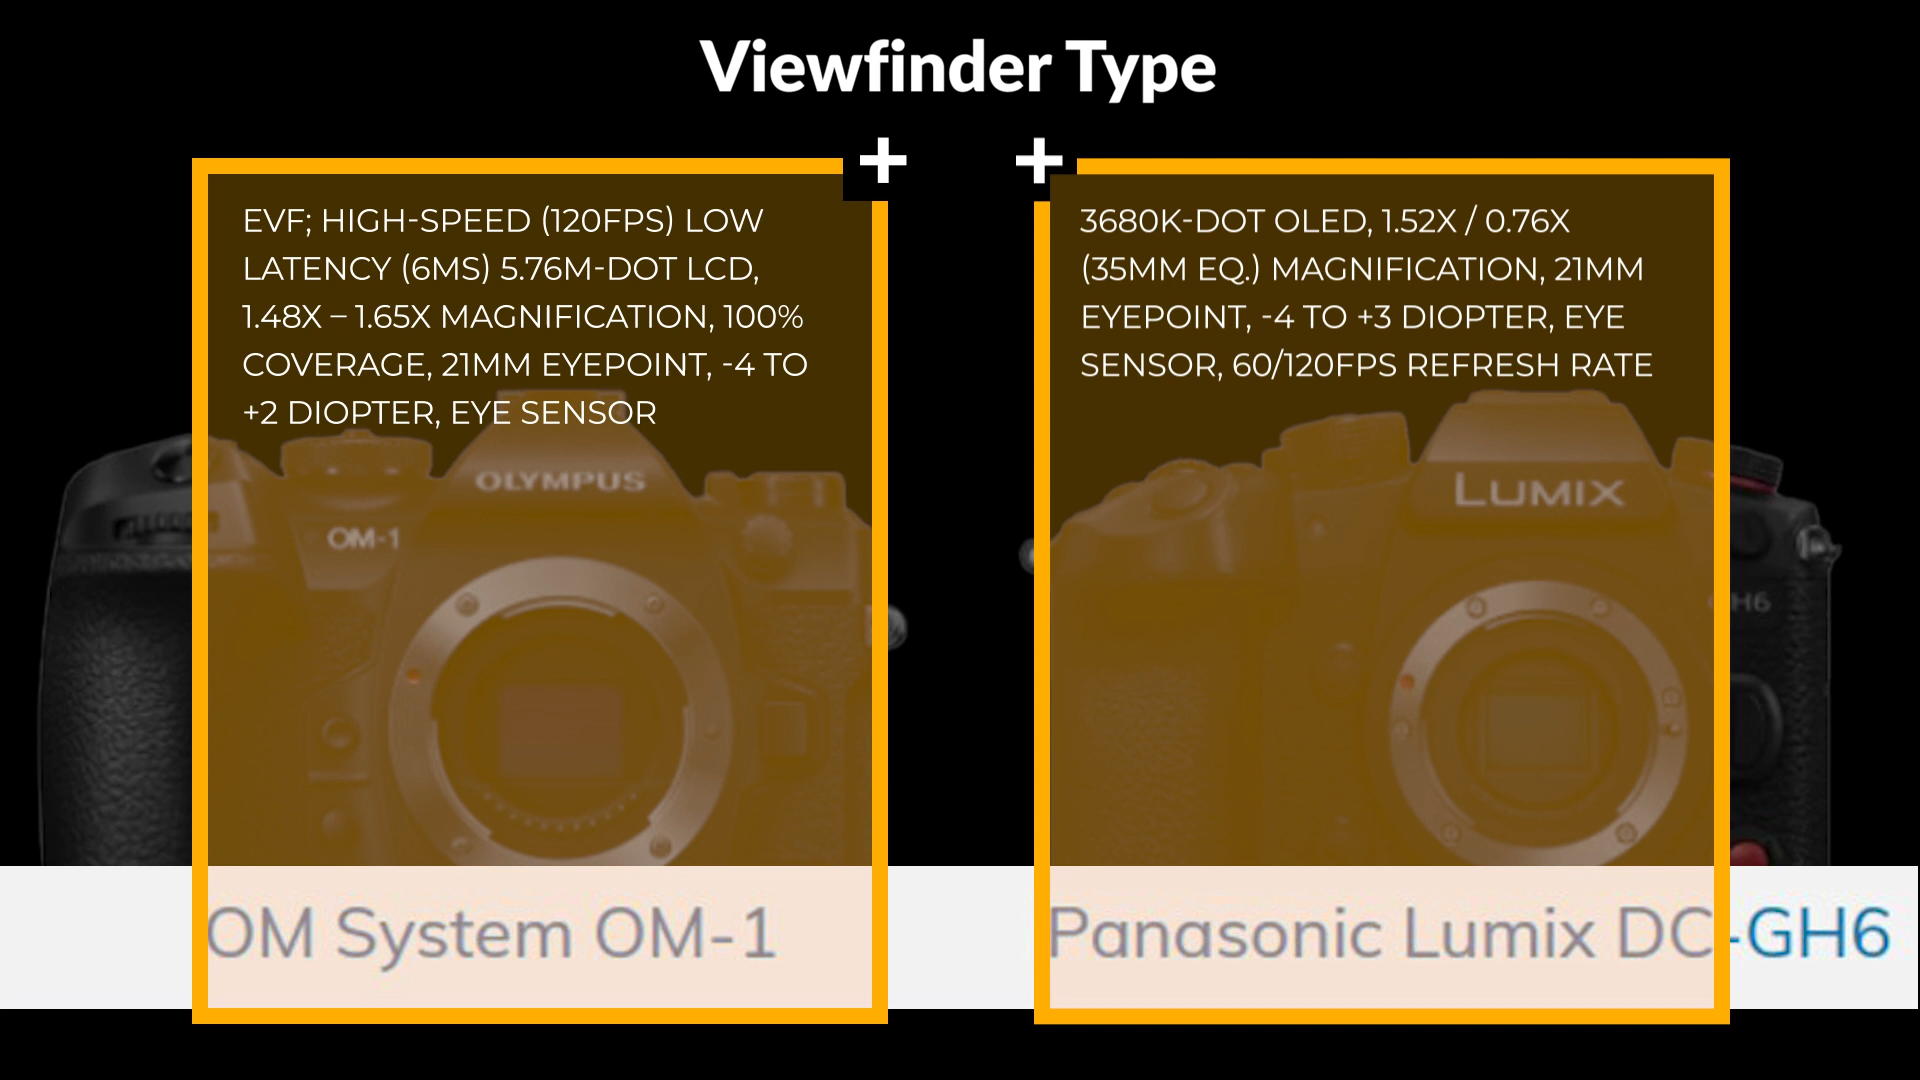 Viewfinder Type
+ +
EVF; HIGH-SPEED (120FPS) LOW
LATENCY (6MS) 5.76M-DOT LCD,
1.48X – 1.65X MAGNIFICATION, 100%
COVERAGE, 21MM EYEPOINT, -4 TO
+2 DIOPTER, EYE SENSOR
OLYMPUS
OM-1
OM System OM-1
3680K-DOT OLED, 1.52X / 0.76X
(35MM EQ.) MAGNIFICATION, 21MM
EYEPOINT, -4 TO +3 DIOPTER, EYE
SENSOR, 60/120FPS REFRESH RATE
LUMIX
GH6
Panasonic Lumix DC-GH6